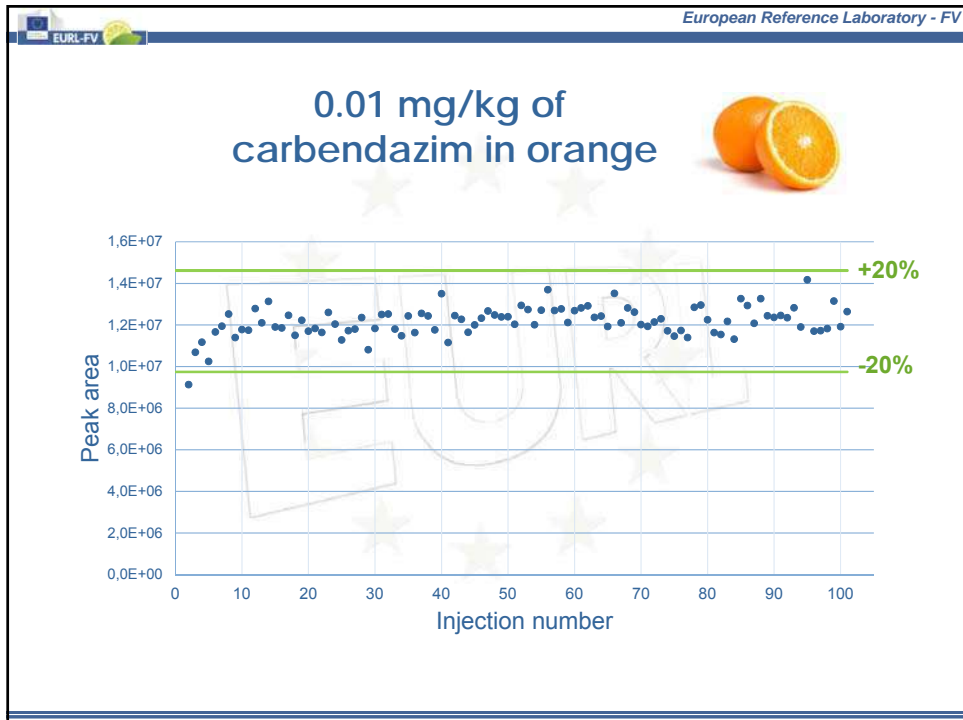 European Reference Laboratory - FV
EURL-FV
0.01 mg/kg of
carbendazim in orange
EURL
1,6E+07
+20%
1,4E+07
1,2E+07
1,0E+07
-20%
8,0E+06
6,0E+06
4,0E+06
2,0E+06
0,0E+00
Peak area
0 10 20 30 40 50 60 70 80 90 100
Injection number